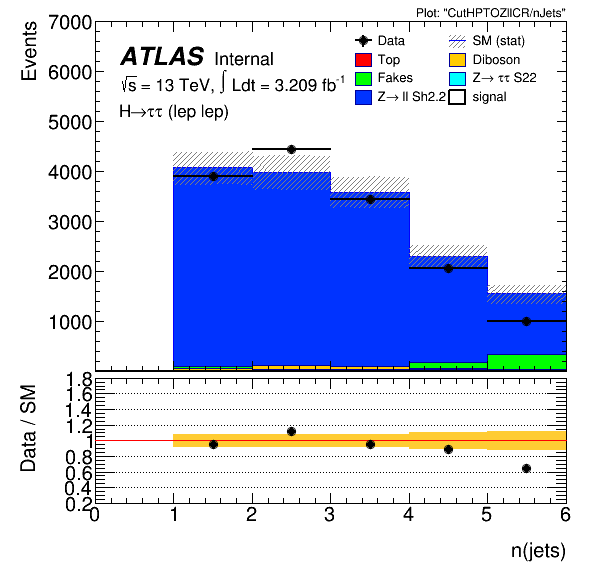 Plot: "CutHPTOZllCR/nJets"
Events
7000
6000
5000
4000
3000
2000
1000
ATLAS Internal
√s = 13 TeV, ∫ Ldt = 3.209 fb⁻¹
H→ττ (lep lep)
Data
SM (stat)
Top
Diboson
Fakes
Z→ ττ S22
Z→ ll Sh2.2
signal
Data / SM
1.8
1.6
1.4
1.2
1
0.8
0.6
0.4
0.2
0 1 2 3 4 5 6
n(jets)